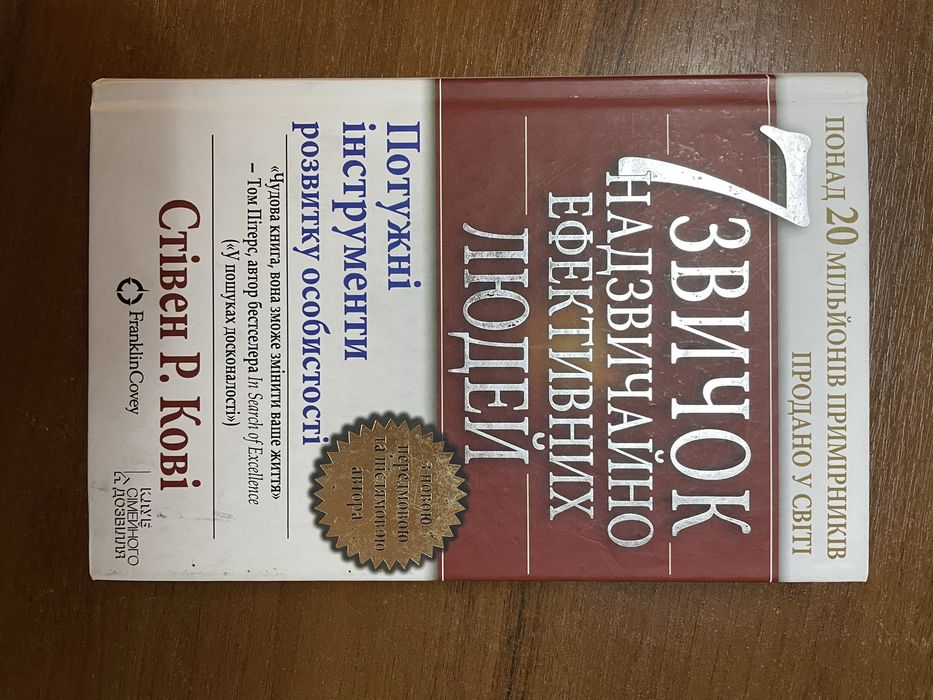 ПОНАД 20 МІЛЬЙОНІВ ПРИМІРНИКІВ
ПРОДАНО У СВІТІ
7 ЗВИЧОК
НАДЗВИЧАЙНО
ЕФЕКТИВНИХ
ЛЮДЕЙ
з новою
передмовою
та післямовою
автора
Потужні
інструменти
розвитку особистості
«Чудова книга, вона зможе змінити ваше життя»
– Том Пітерс, автор бестселера In Search of Excellence
(«У пошуках досконалості»)
Стівен Р. Кові
FranklinCovey
КЛУБ
СІМЕЙНОГО
ДОЗВІЛЛЯ